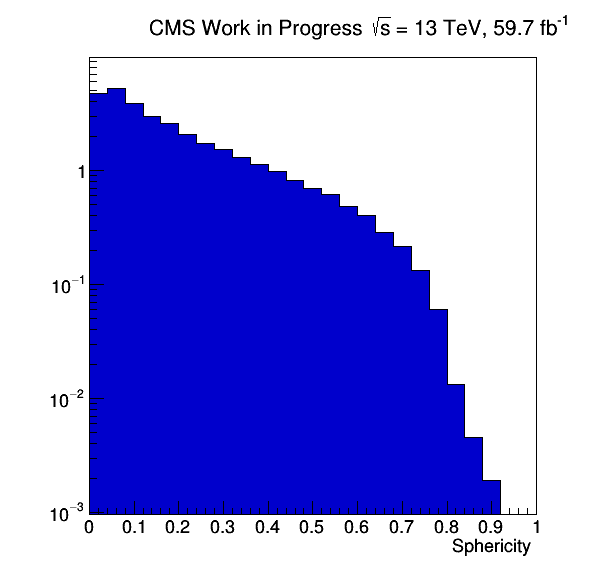 CMS Work in Progress √s = 13 TeV, 59.7 fb⁻¹
1
10⁻¹
10⁻²
10⁻³
0 0.1 0.2 0.3 0.4 0.5 0.6 0.7 0.8 0.9 1
Sphericity